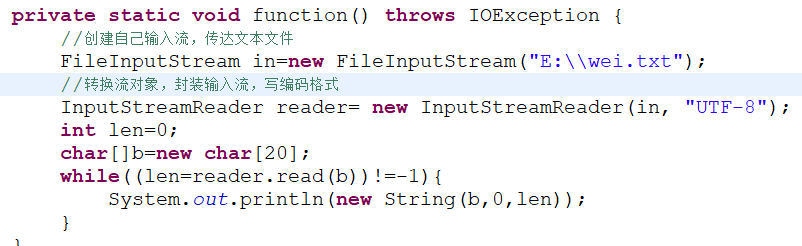 private static void function() throws IOException {
//创建自己输入流，传达文本文件
FileInputStream in=new FileInputStream("E:\\wei.txt");
//转换流对象，封装输入流，写编码格式
InputStreamReader reader= new InputStreamReader(in, "UTF-8");
int len=0;
char[]b=new char[20];
while((len=reader.read(b))!=-1){
System.out.println(new String(b,0,len));
}
}